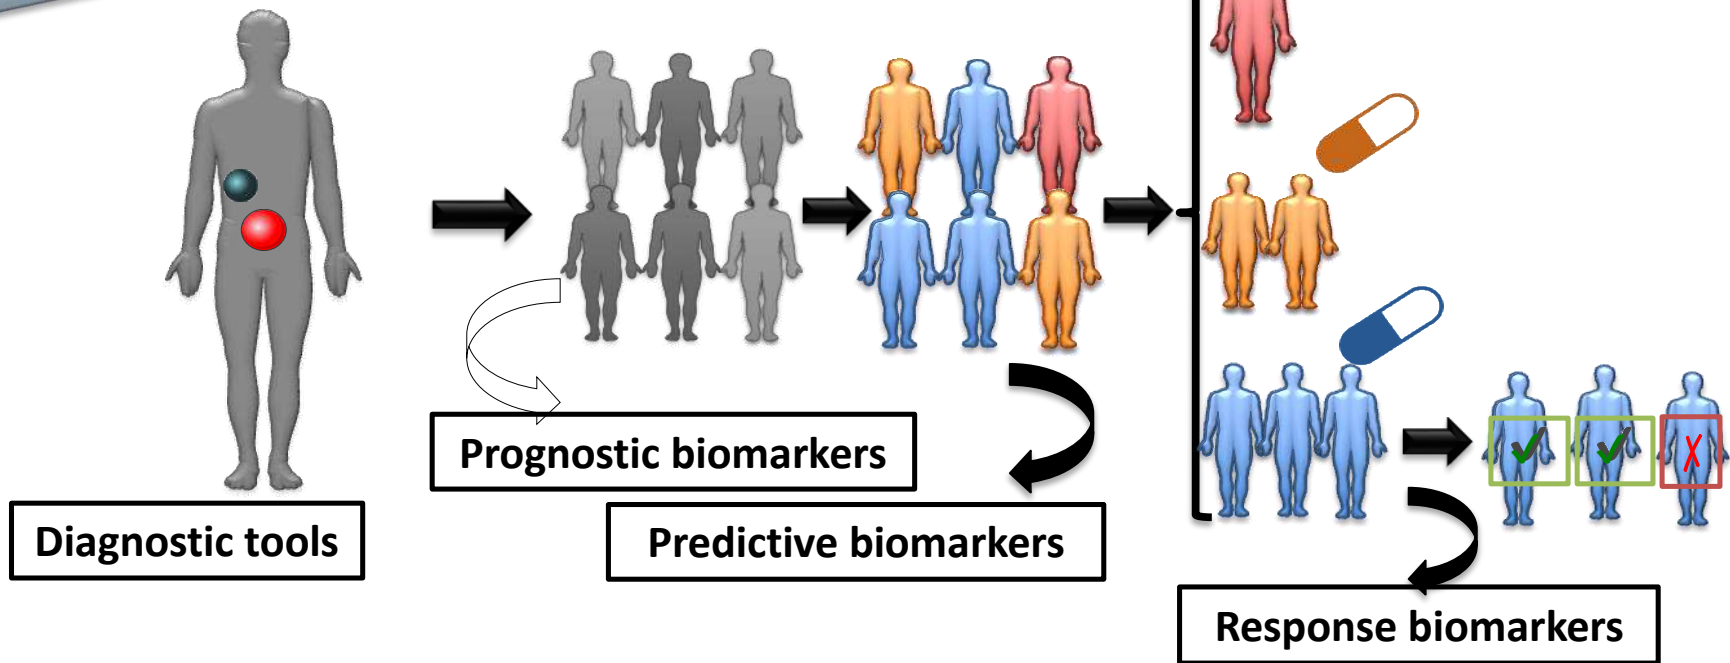 Prognostic biomarkers
Diagnostic tools
Predictive biomarkers
Response biomarkers